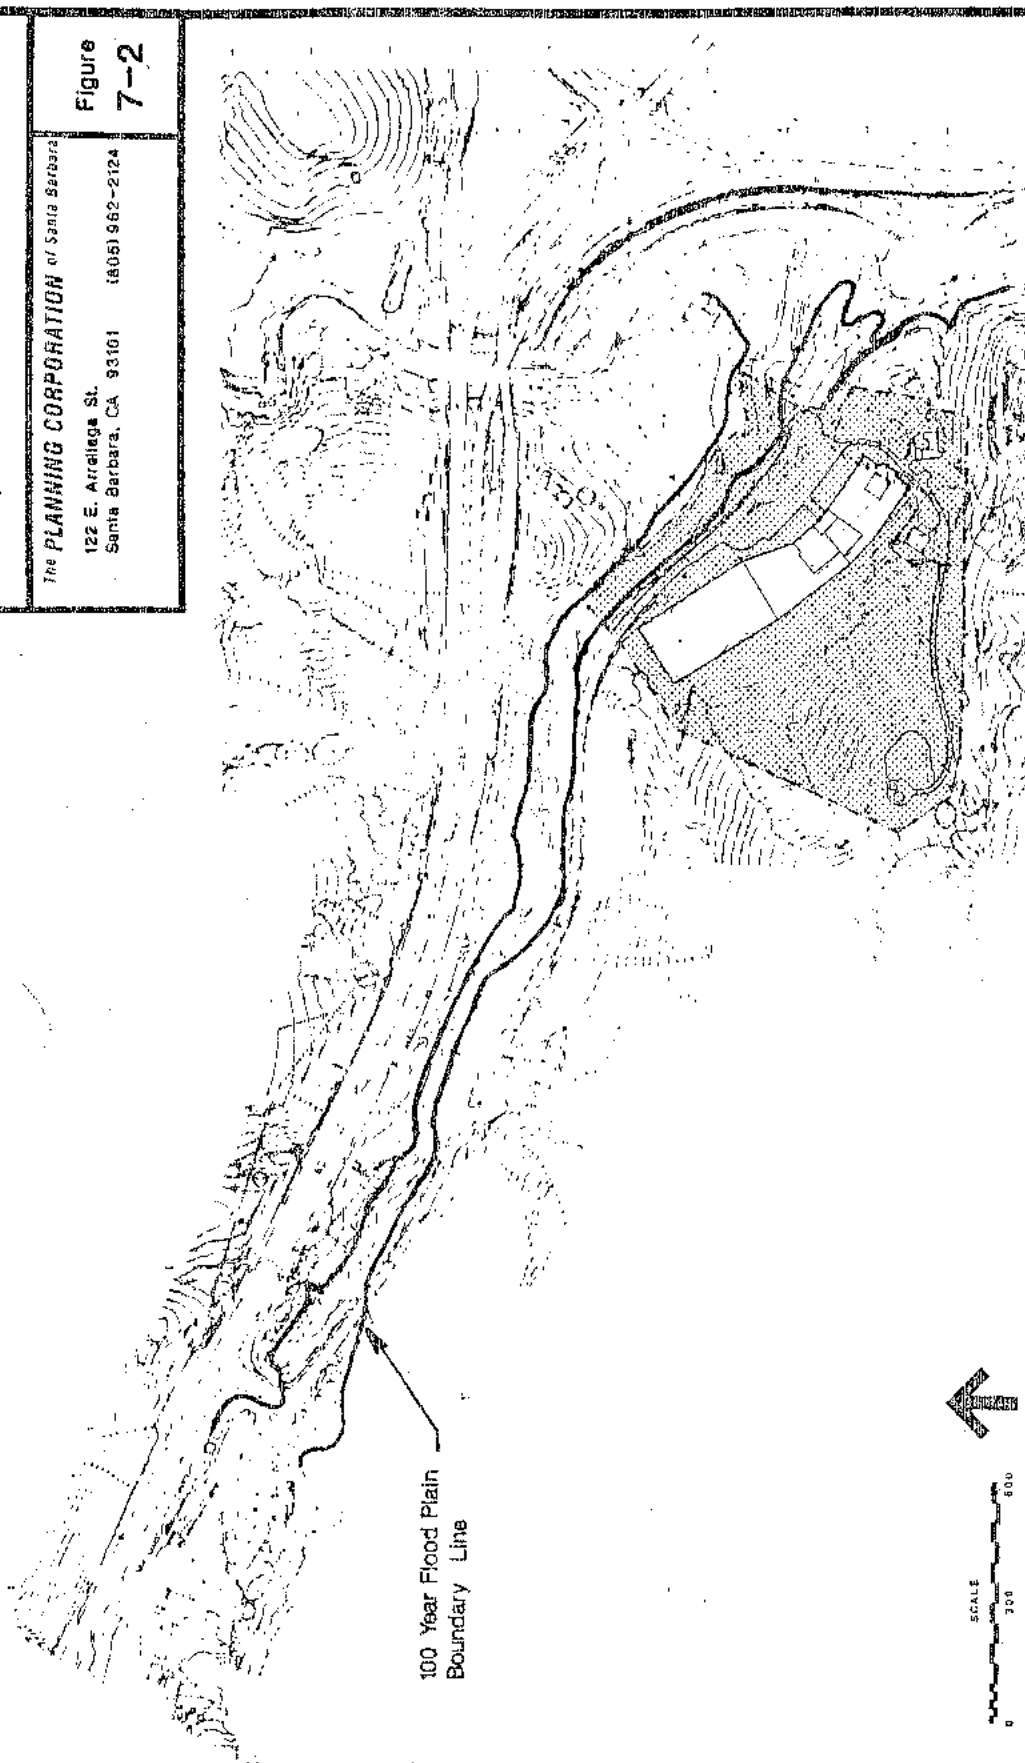 The PLANNING CORPORATION of Santa Barbara
122 E. Arrellaga St.
Santa Barbara, CA 93101 (805) 962-2124
Figure
7-2
100 Year Flood Plain
Boundary Line
SCALE
0 300 600